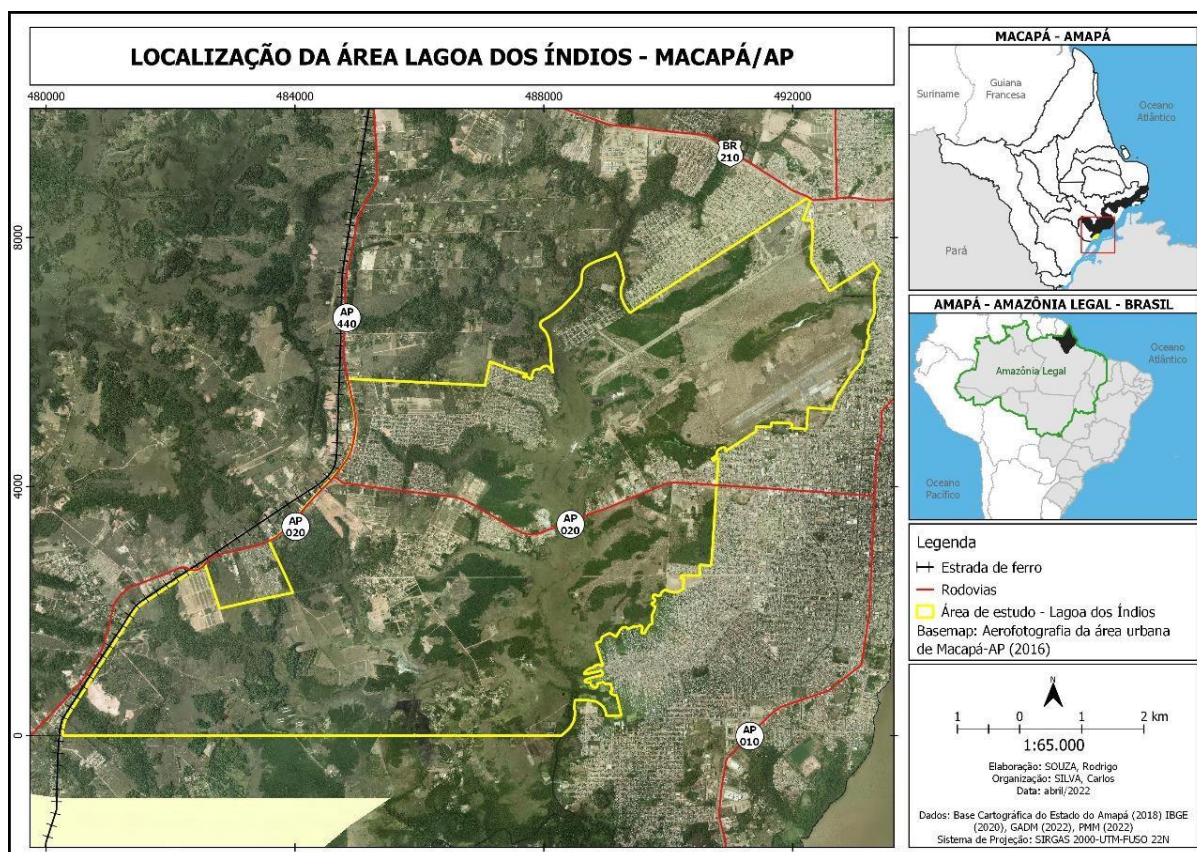 LOCALIZAÇÃO DA ÁREA LAGOA DOS ÍNDIOS - MACAPÁ/AP
480000
484000
488000
492000
8000
4000
0
BR
210
AP
440
AP
020
AP
020
AP
010
MACAPÁ - AMAPÁ
Suriname
Guiana
Francesa
Oceano
Atlântico
Pará
AMAPÁ - AMAZÔNIA LEGAL - BRASIL
Oceano
Atlântico
Amazônia Legal
Oceano
Pacífico
Legenda
Estrada de ferro
Rodovias
Área de estudo - Lagoa dos Índios
Basemap: Aerofotografia da área urbana
de Macapá-AP (2016)
N
1 0 1 2 km
1:65.000
Elaboração: SOUZA, Rodrigo
Organização: SILVA, Carlos
Data: abril/2022
Dados: Base Cartográfica do Estado do Amapá (2018) IBGE
(2020), GADM (2022), PMM (2022)
Sistema de Projeção: SIRGAS 2000-UTM-FUSO 22N